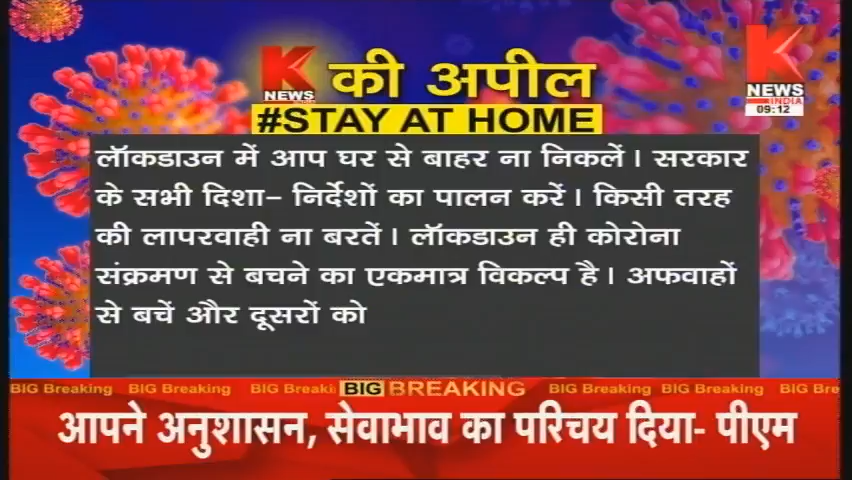 K NEWS की अपील
K NEWS INDIA
09:12
#STAY AT HOME
लॉकडाउन में आप घर से बाहर ना निकलें। सरकार
के सभी दिशा- निर्देशों का पालन करें। किसी तरह
की लापरवाही ना बरतें। लॉकडाउन ही कोरोना
संक्रमण से बचने का एकमात्र विकल्प है। अफवाहों
से बचें और दूसरों को
BIG Breaking BIG Breaking BIG Breaki BIG BREAKING BIG Breaking BIG Breaking BIG Bre
आपने अनुशासन, सेवाभाव का परिचय दिया- पीएम